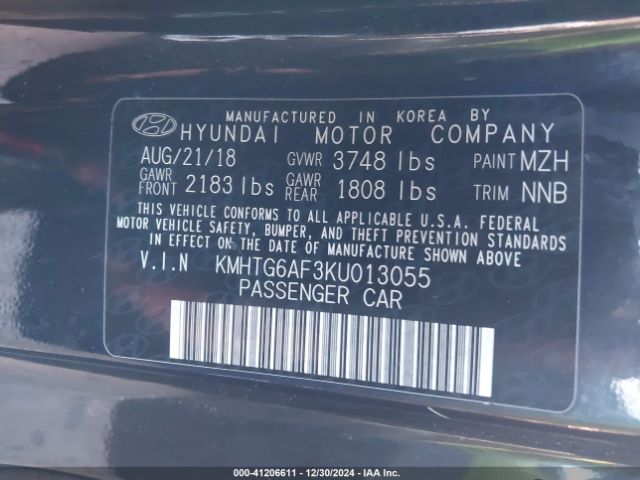 MANUFACTURED IN KOREA BY
HYUNDAI MOTOR COMPANY
AUG/21/18 GVWR 3748 lbs PAINT MZH
GAWR FRONT 2183 lbs GAWR REAR 1808 lbs TRIM NNB
THIS VEHICLE CONFORMS TO ALL APPLICABLE U.S.A. FEDERAL
MOTOR VEHICLE SAFETY, BUMPER, AND THEFT PREVENTION STANDARDS
IN EFFECT ON THE DATE OF MANUFACTURE SHOWN ABOVE.
V.I.N KMHTG6AF3KU013055
PASSENGER CAR
000-41206611 - 12/30/2024 - IAA Inc.